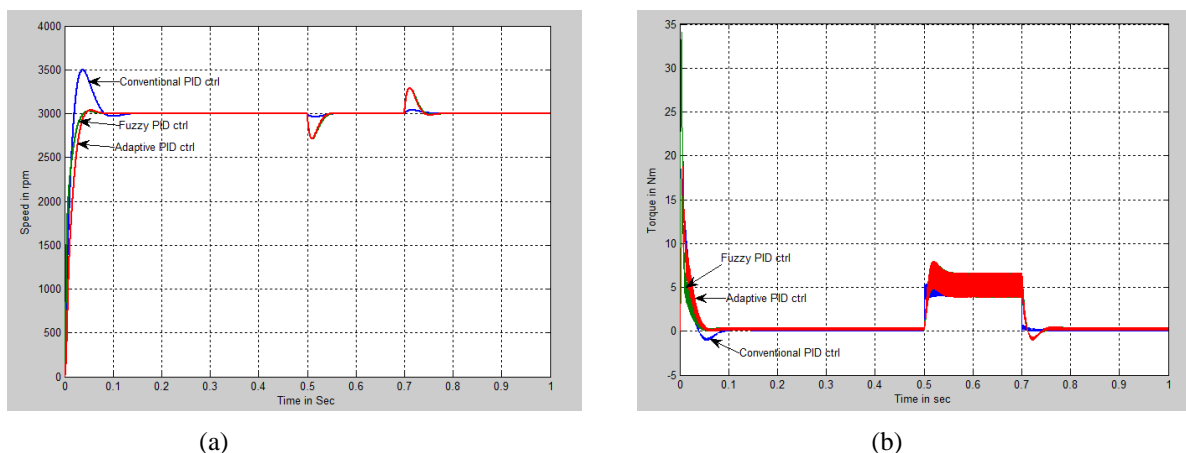 4000
3500
3000
2500
2000
1500
1000
500
0
Speed in rpm
Conventional PID ctrl
Fuzzy PID ctrl
Adaptive PID ctrl
0 0.1 0.2 0.3 0.4 0.5 0.6 0.7 0.8 0.9 1
Time in Sec
(a)
35
30
25
20
15
10
5
0
-5
Torque in Nm
Fuzzy PID ctrl
Adaptive PID ctrl
Conventional PID ctrl
0 0.1 0.2 0.3 0.4 0.5 0.6 0.7 0.8 0.9 1
Time in sec
(b)